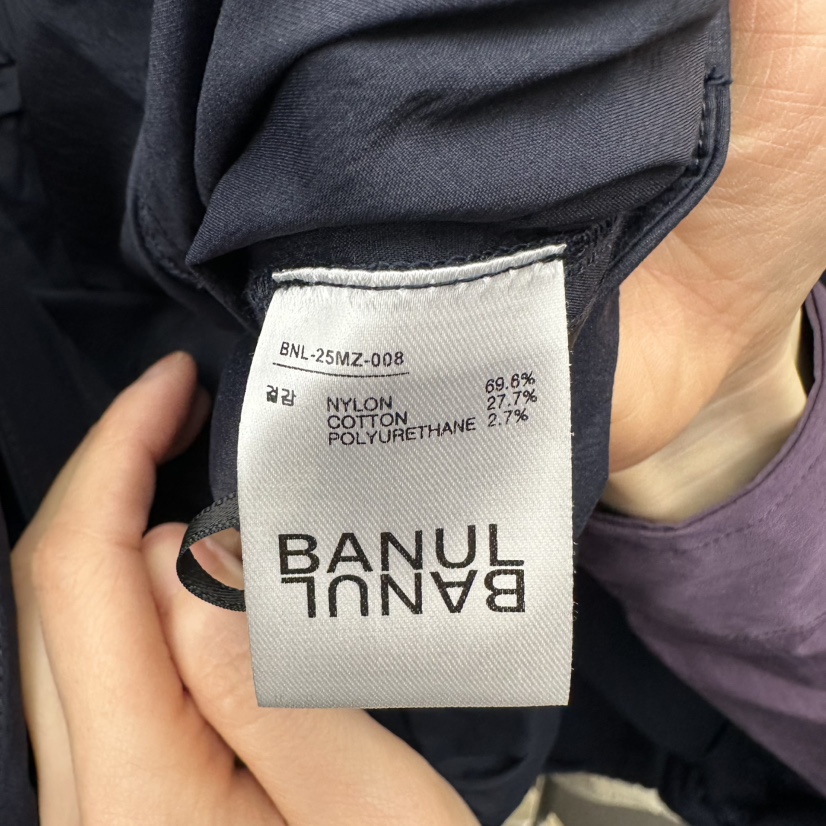 BNL-25MZ-008
겉감
NYLON 69.6%
COTTON 27.7%
POLYURETHANE 2.7%
BANUL
BANUL